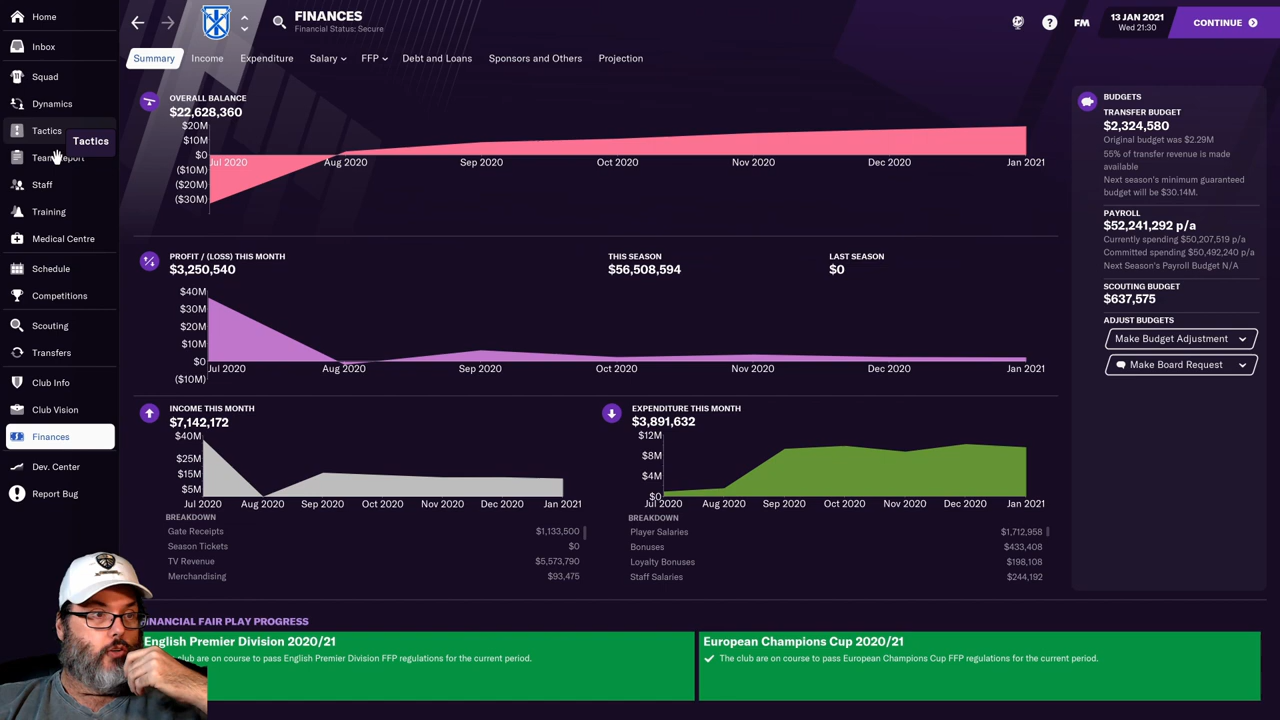 Home
Inbox
Squad
Dynamics
Tactics
Tactics
Team Report
Staff
Training
Medical Centre
Schedule
Competitions
Scouting
Transfers
Club Info
Club Vision
Finances
Dev. Center
Report Bug
FINANCES
Financial Status: Secure
FM
13 JAN 2021
Wed 21:30
CONTINUE
Summary
Income
Expenditure
Salary
FFP
Debt and Loans
Sponsors and Others
Projection
OVERALL BALANCE
$22,628,360
$20M
$10M
$0
($10M)
($20M)
($30M)
Jul 2020 Aug 2020 Sep 2020 Oct 2020 Nov 2020 Dec 2020 Jan 2021
PROFIT / (LOSS) THIS MONTH
$3,250,540
THIS SEASON
$56,508,594
LAST SEASON
$0
$40M
$30M
$20M
$10M
$0
($10M)
Jul 2020 Aug 2020 Sep 2020 Oct 2020 Nov 2020 Dec 2020 Jan 2021
INCOME THIS MONTH
$7,142,172
$40M
$25M
$15M
$5M
Jul 2020 Aug 2020 Sep 2020 Oct 2020 Nov 2020 Dec 2020 Jan 2021
BREAKDOWN
Gate Receipts $1,133,500
Season Tickets $0
TV Revenue $5,573,790
Merchandising $93,475
EXPENDITURE THIS MONTH
$3,891,632
$12M
$8M
$4M
$0
Jul 2020 Aug 2020 Sep 2020 Oct 2020 Nov 2020 Dec 2020 Jan 2021
BREAKDOWN
Player Salaries $1,712,958
Bonuses $433,408
Loyalty Bonuses $198,108
Staff Salaries $244,192
BUDGETS
TRANSFER BUDGET
$2,324,580
Original budget was $2.29M
55% of transfer revenue is made
available
Next season's minimum guaranteed
budget will be $30.14M.
PAYROLL
$52,241,292 p/a
Currently spending $50,207,519 p/a
Committed spending $50,492,240 p/a
Next Season's Payroll Budget N/A
SCOUTING BUDGET
$637,575
ADJUST BUDGETS
Make Budget Adjustment
Make Board Request
FINANCIAL FAIR PLAY PROGRESS
English Premier Division 2020/21
club are on course to pass English Premier Division FFP regulations for the current period.
European Champions Cup 2020/21
The club are on course to pass European Champions Cup FFP regulations for the current period.